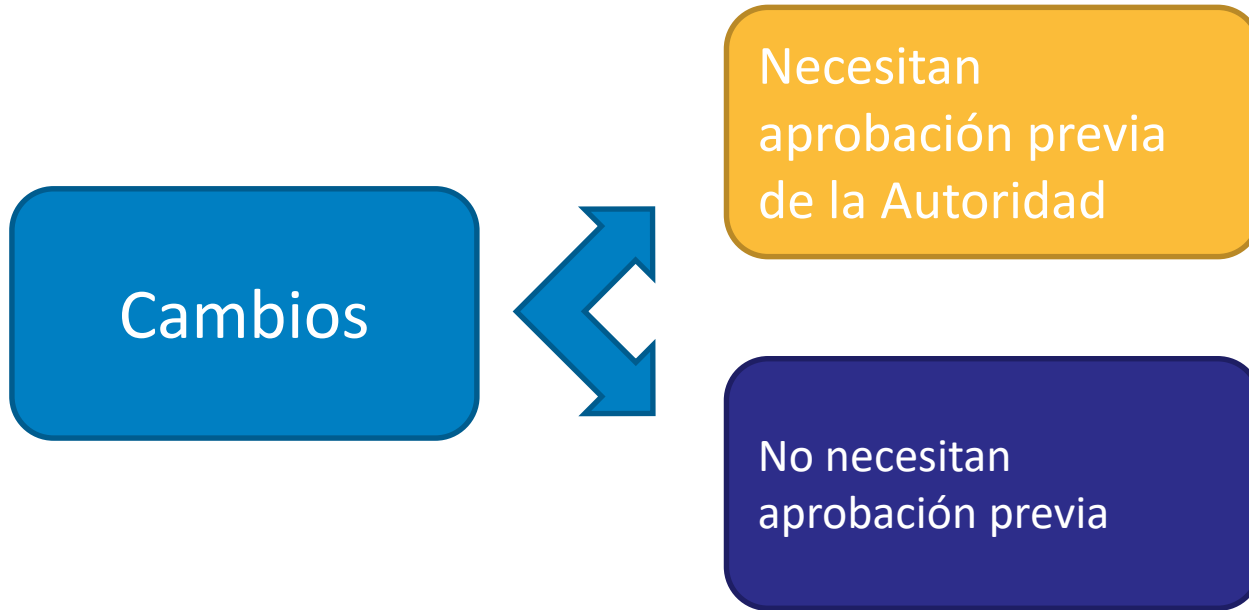 Cambios
Necesitan
aprobación previa
de la Autoridad
No necesitan
aprobación previa